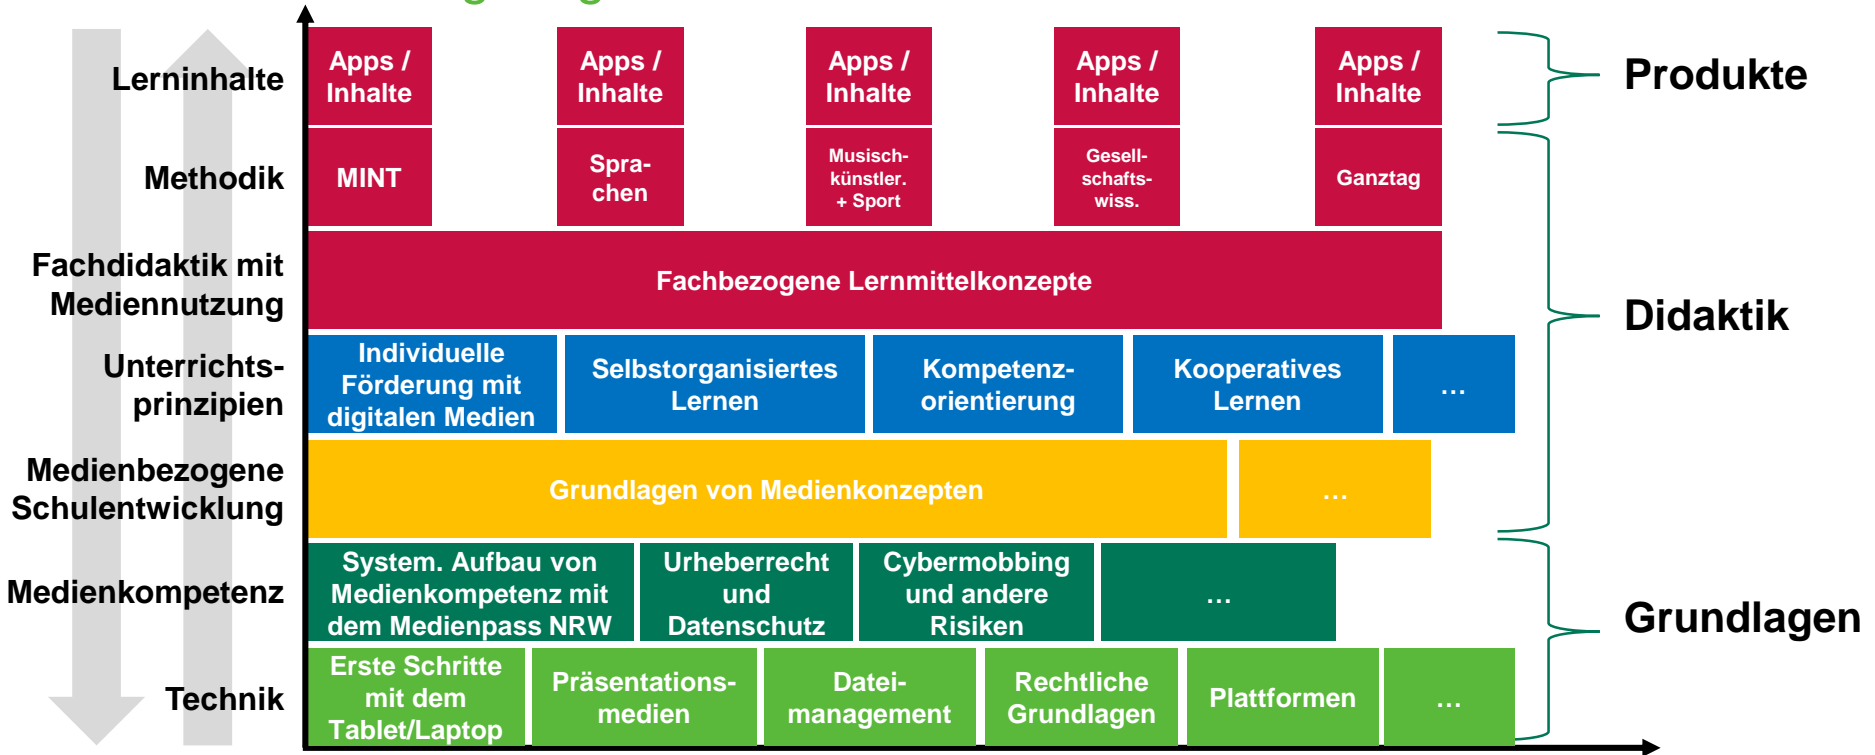 Lerninhalte
Apps /
Inhalte
Apps /
Inhalte
Apps /
Inhalte
Apps /
Inhalte
Apps /
Inhalte
Produkte
Methodik
MINT
Spra-
chen
Musisch-
künstler.
+ Sport
Gesell-
schafts-
wiss.
Ganztag
Fachdidaktik mit
Mediennutzung
Fachbezogene Lernmittelkonzepte
Didaktik
Unterrichts-
prinzipien
Individuelle
Förderung mit
digitalen Medien
Selbstorganisiertes
Lernen
Kompetenz-
orientierung
Kooperatives
Lernen
…
Medienbezogene
Schulentwicklung
Grundlagen von Medienkonzepten
…
Medienkompetenz
System. Aufbau von
Medienkompetenz mit
dem Medienpass NRW
Urheberrecht
und
Datenschutz
Cybermobbing
und andere
Risiken
…
Grundlagen
Technik
Erste Schritte
mit dem
Tablet/Laptop
Präsentations-
medien
Datei-
management
Rechtliche
Grundlagen
Plattformen
…